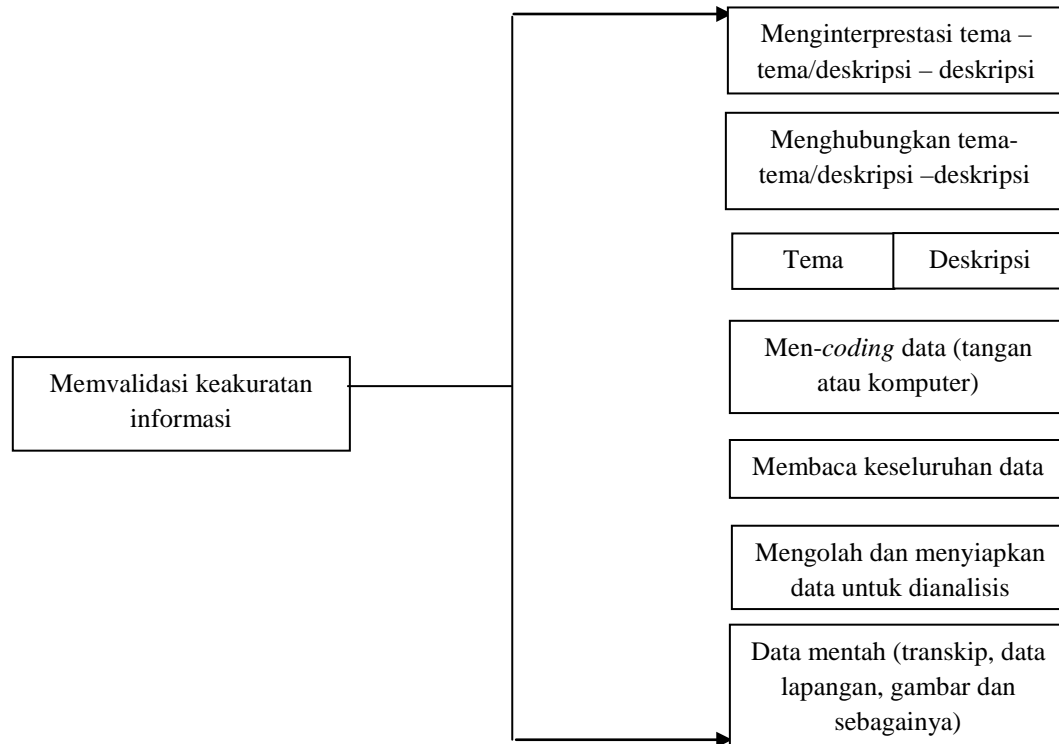 Menginterprestasi tema –
tema/deskripsi – deskripsi
Menghubungkan tema-
tema/deskripsi –deskripsi
Tema
Deskripsi
Men-coding data (tangan
atau komputer)
Memvalidasi keakuratan
informasi
Membaca keseluruhan data
Mengolah dan menyiapkan
data untuk dianalisis
Data mentah (transkip, data
lapangan, gambar dan
sebagainya)